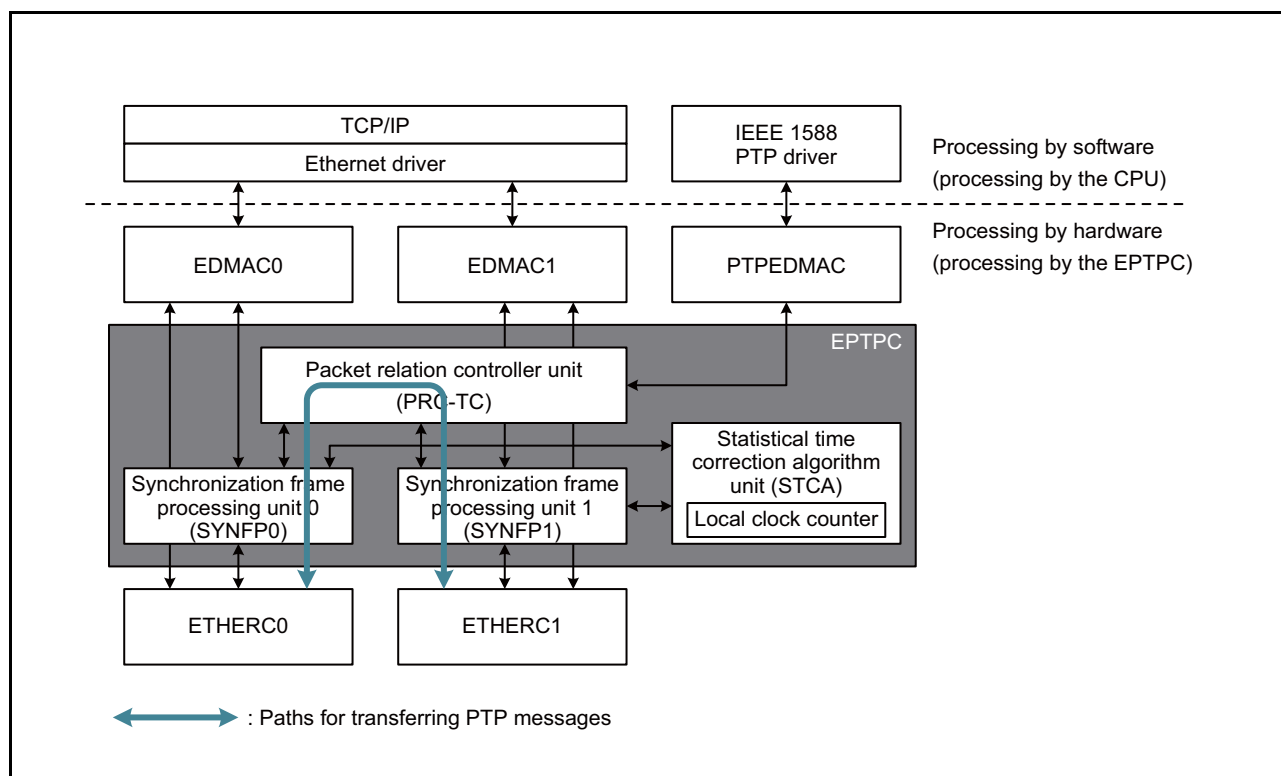 TCP/IP
Ethernet driver
IEEE 1588
PTP driver
Processing by software
(processing by the CPU)
Processing by hardware
(processing by the EPTPC)
EDMAC0
EDMAC1
PTPEDMAC
EPTPC
Packet relation controller unit
(PRC-TC)
Synchronization frame
processing unit 0
(SYNFP0)
Synchronization frame
processing unit 1
(SYNFP1)
Statistical time
correction algorithm
unit (STCA)
Local clock counter
ETHERC0
ETHERC1
: Paths for transferring PTP messages